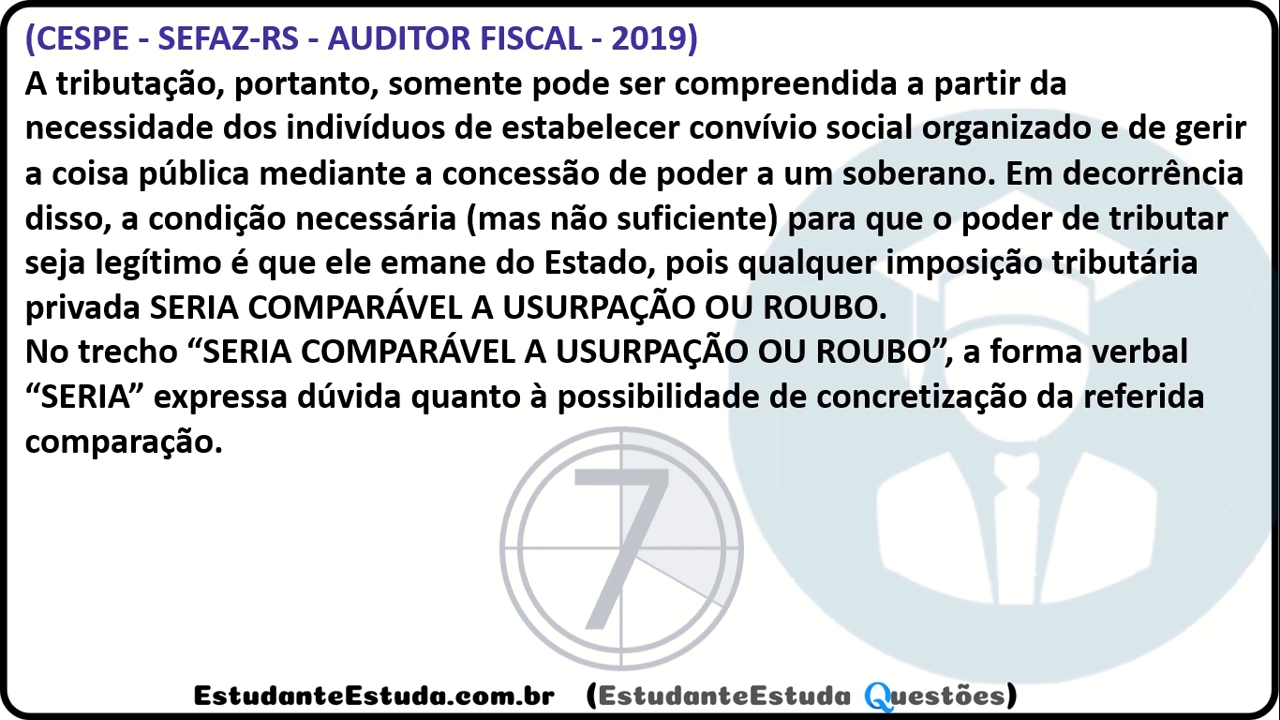 (CESPE - SEFAZ-RS - AUDITOR FISCAL - 2019)
A tributação, portanto, somente pode ser compreendida a partir da
necessidade dos indivíduos de estabelecer convívio social organizado e de gerir
a coisa pública mediante a concessão de poder a um soberano. Em decorrência
disso, a condição necessária (mas não suficiente) para que o poder de tributar
seja legítimo é que ele emane do Estado, pois qualquer imposição tributária
privada SERIA COMPARÁVEL A USURPAÇÃO OU ROUBO.
No trecho “SERIA COMPARÁVEL A USURPAÇÃO OU ROUBO”, a forma verbal
“SERIA” expressa dúvida quanto à possibilidade de concretização da referida
comparação.
7
EstudanteEstuda.com.br (EstudanteEstuda Questões)